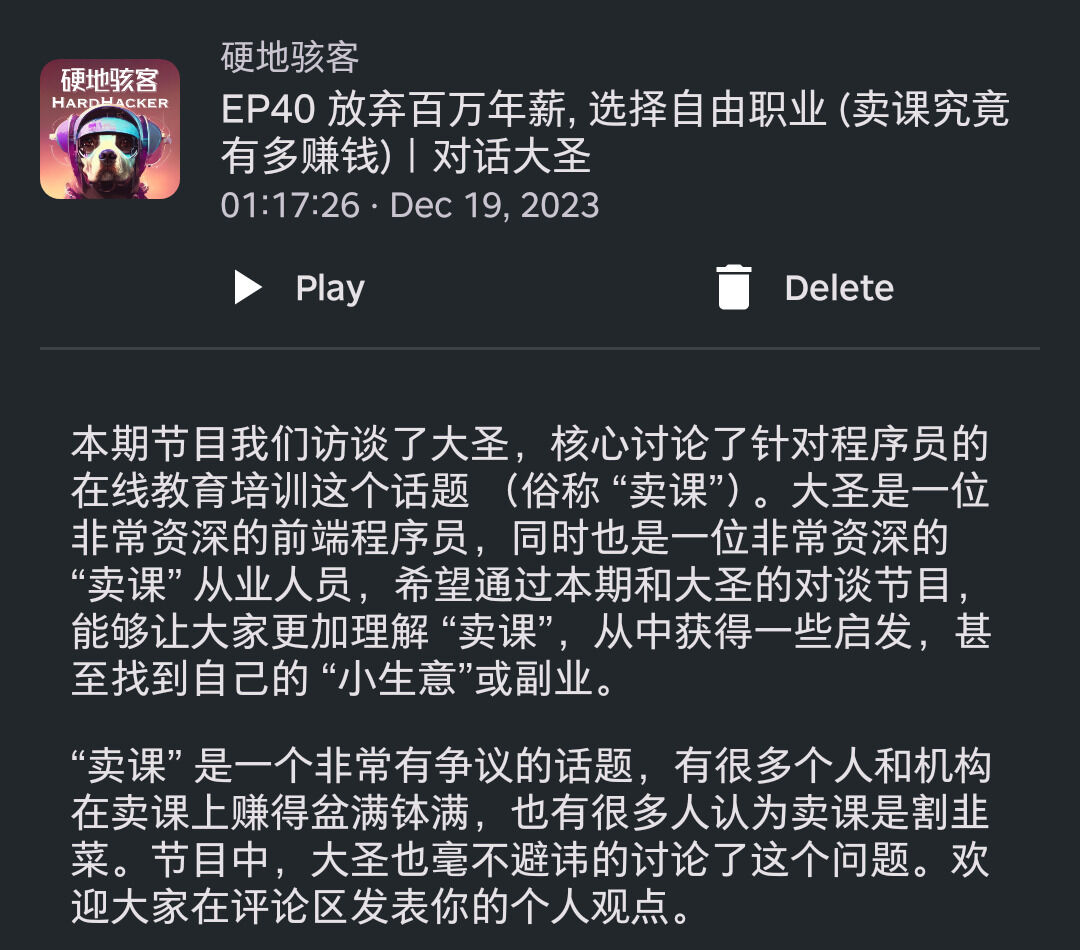 硬地骇客
硬地骇客
HARDHACKER
EP40 放弃百万年薪, 选择自由职业 (卖课究竟
有多赚钱)丨对话大圣
01:17:26 · Dec 19, 2023
Play
Delete
本期节目我们访谈了大圣，核心讨论了针对程序员的
在线教育培训这个话题 （俗称 “卖课”）。大圣是一位
非常资深的前端程序员，同时也是一位非常资深的
“卖课” 从业人员，希望通过本期和大圣的对谈节目，
能够让大家更加理解 “卖课”，从中获得一些启发，甚
至找到自己的 “小生意”或副业。
“卖课” 是一个非常有争议的话题，有很多个人和机构
在卖课上赚得盆满钵满，也有很多人认为卖课是割韭
菜。节目中，大圣也毫不避讳的讨论了这个问题。欢
迎大家在评论区发表你的个人观点。